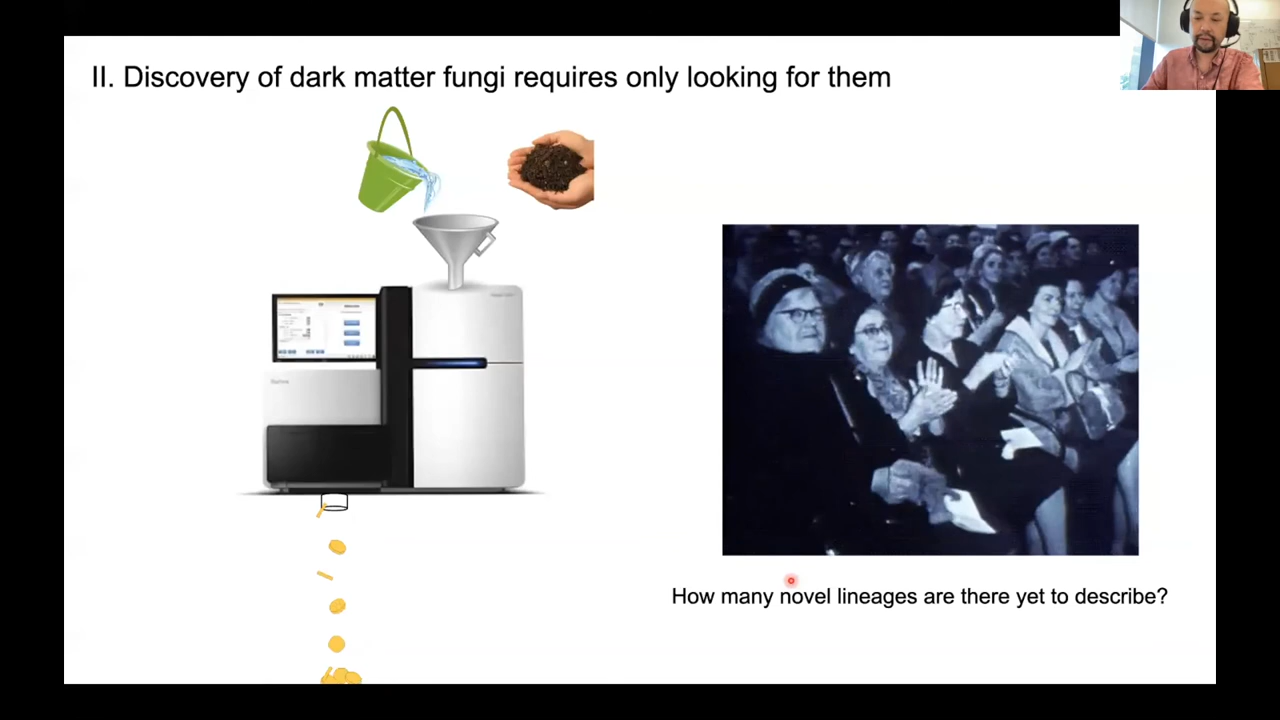 II. Discovery of dark matter fungi requires only looking for them
How many novel lineages are there yet to describe?